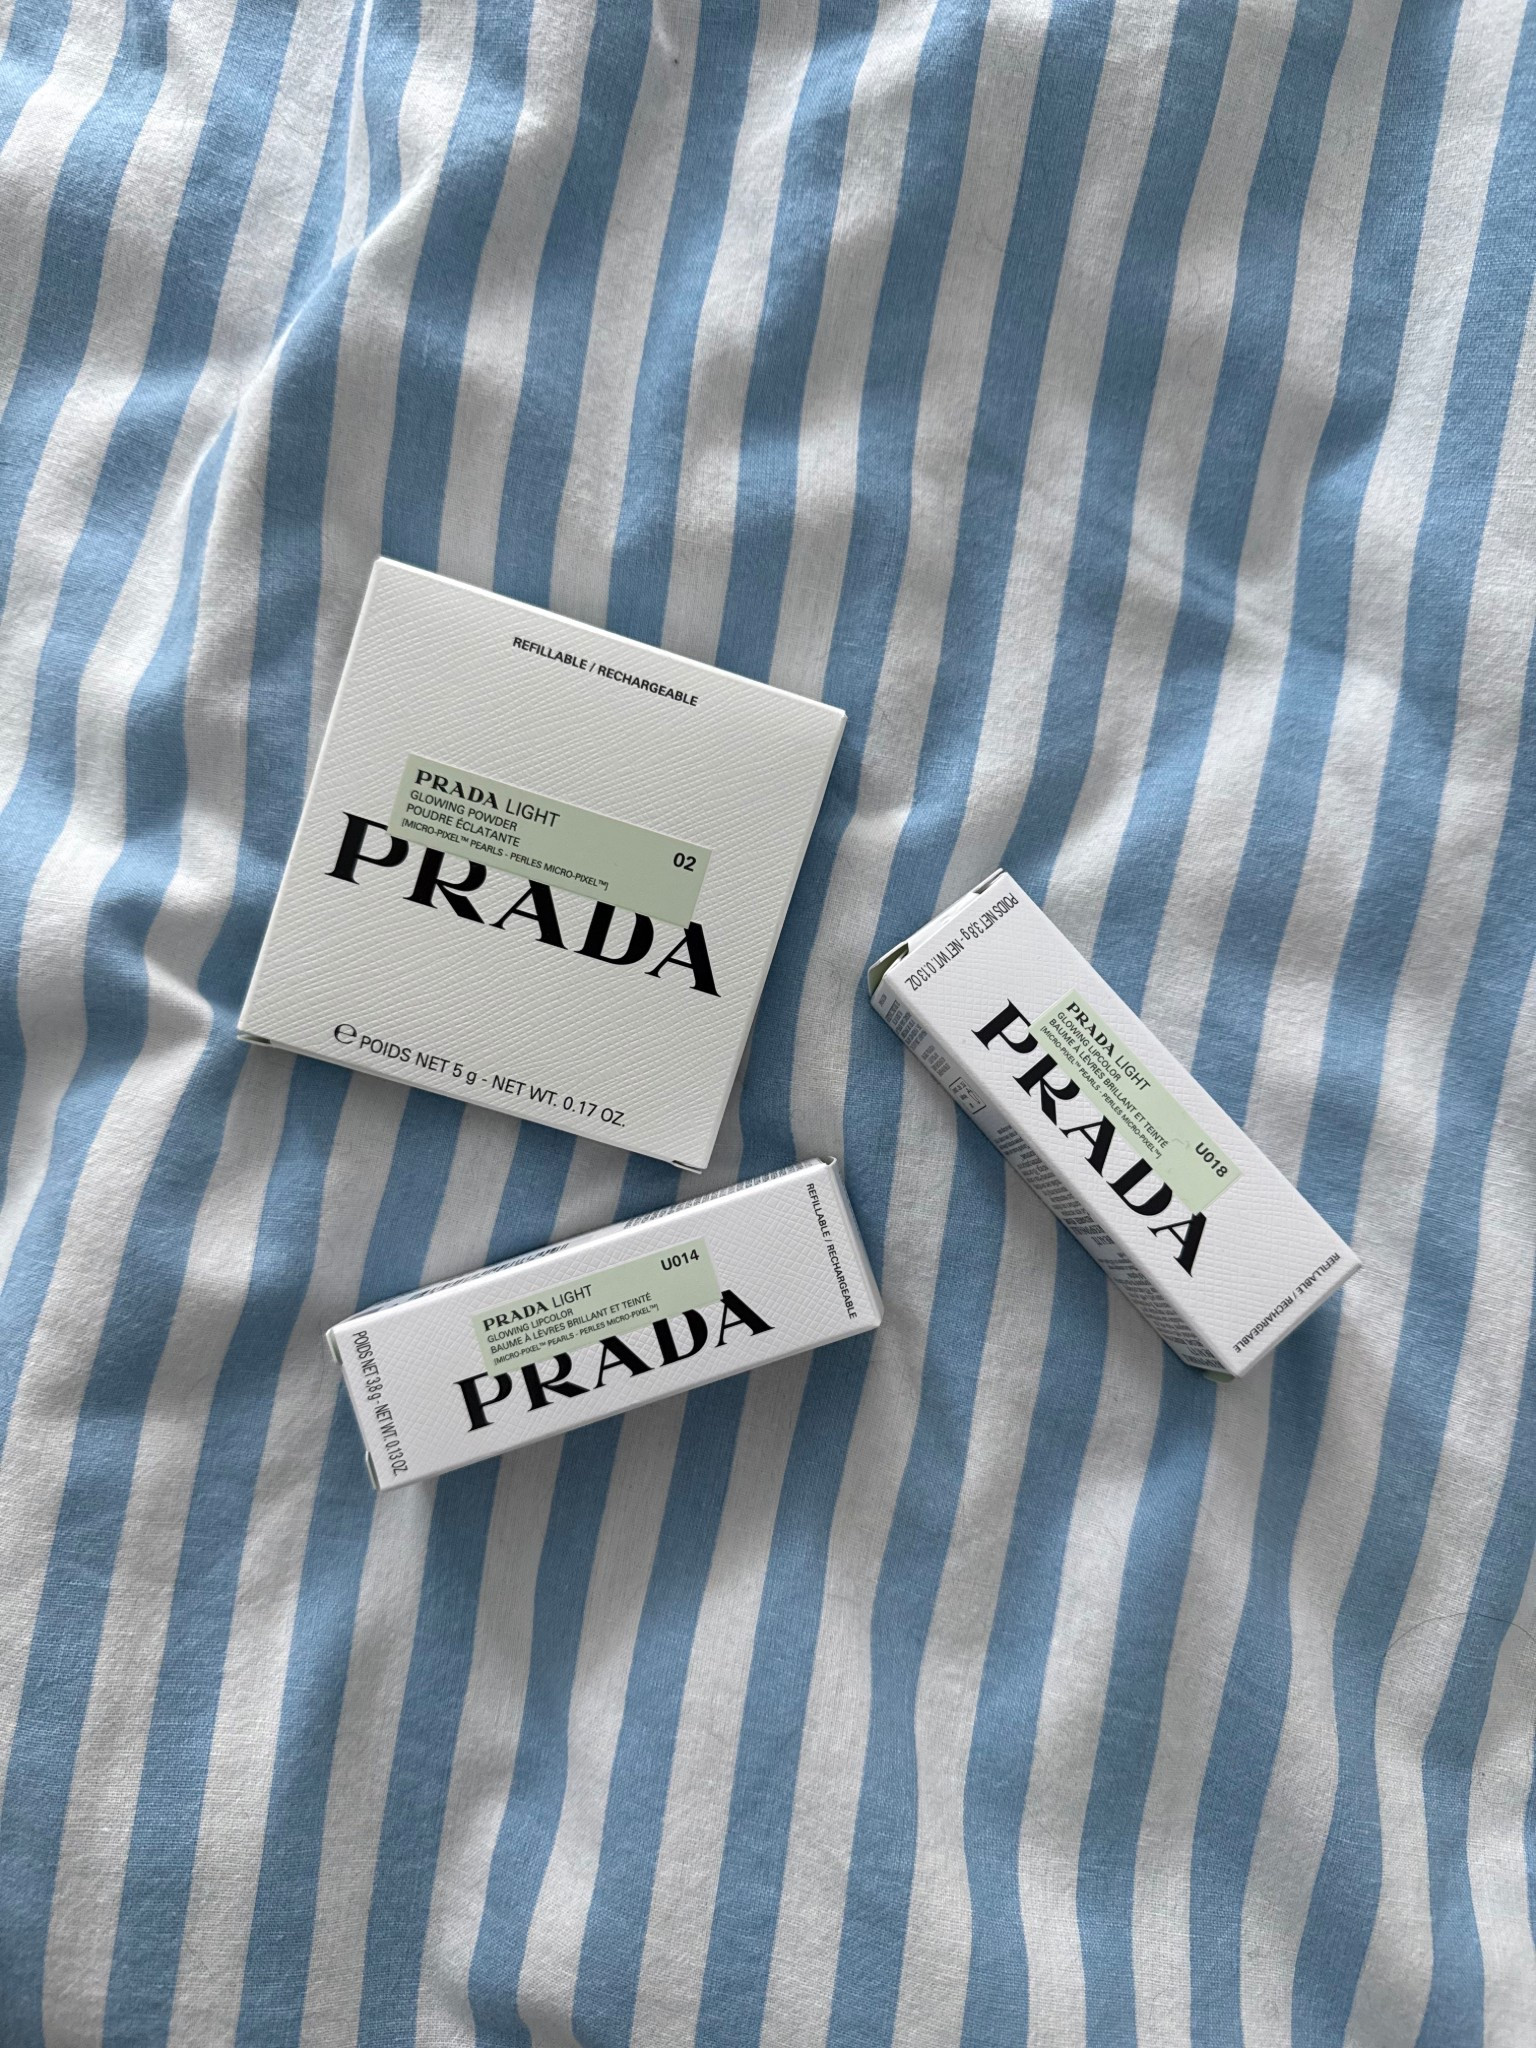 REFILLABLE / RECHARGEABLE
PRADA LIGHT
GLOWING POWDER
POUDRE ÉCLATANTE
[MICRO-PIXEL™ PEARLS - PERLES MICRO-PIXEL™]
02
PRADA
℮ POIDS NET 5 g - NET WT. 0.17 OZ.
POIDS NET 3,8 g - NET WT. 0.13 OZ.
PRADA LIGHT
GLOWING LIPCOLOR
BAUME À LÈVRES BRILLANT ET TEINTÉ
[MICRO-PIXEL™ PEARLS - PERLES MICRO-PIXEL™]
U018
PRADA
REFILLABLE / RECHARGEABLE
POIDS NET 3,8 g - NET WT. 0.13 OZ.
U014
PRADA LIGHT
GLOWING LIPCOLOR
BAUME À LÈVRES BRILLANT ET TEINTÉ
[MICRO-PIXEL™ PEARLS - PERLES MICRO-PIXEL™]
PRADA
REFILLABLE / RECHARGEABLE